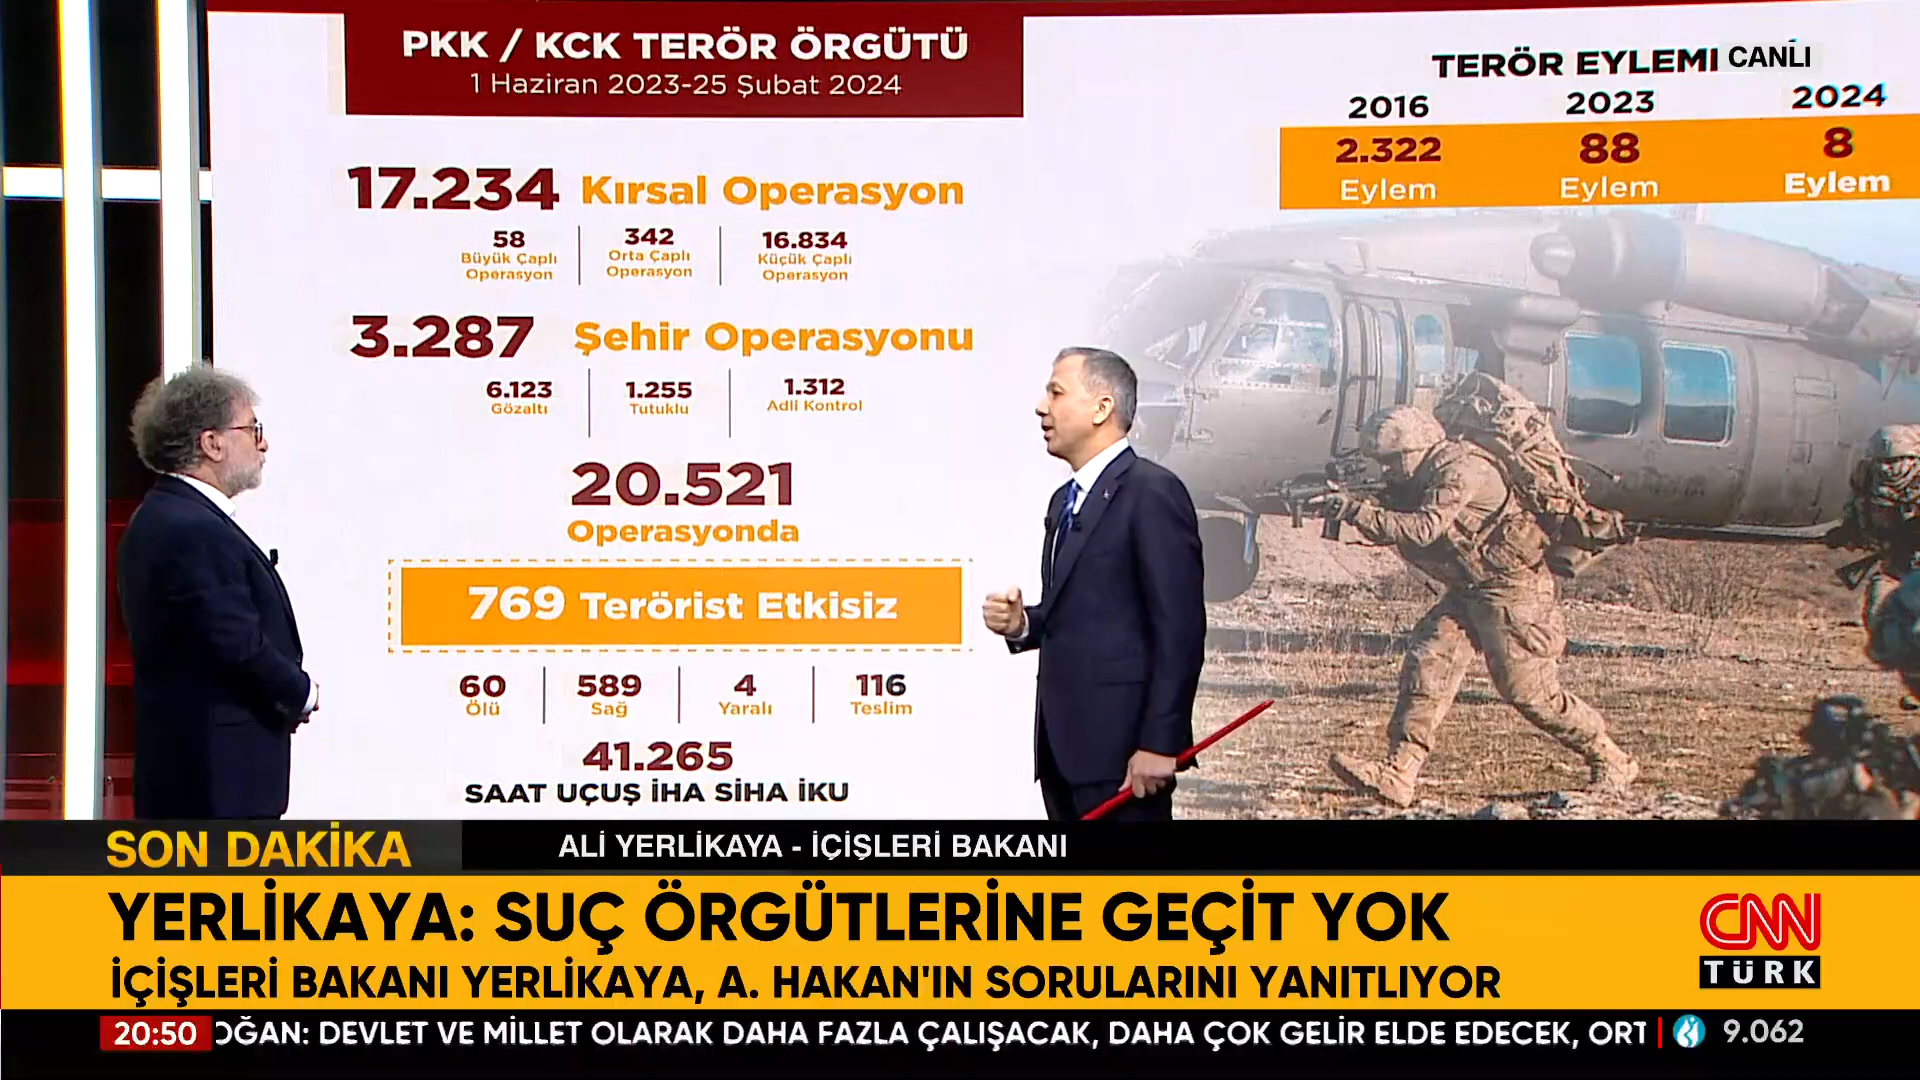 PKK / KCK TERÖR ÖRGÜTÜ
1 Haziran 2023-25 Şubat 2024
TERÖR EYLEMİ
CANLI
2016
2023
2024
2.322
88
8
Eylem
Eylem
Eylem
17.234 Kırsal Operasyon
58
Büyük Çaplı
Operasyon
342
Orta Çaplı
Operasyon
16.834
Küçük Çaplı
Operasyon
3.287 Şehir Operasyonu
6.123
Gözaltı
1.255
Tutuklu
1.312
Adli Kontrol
20.521
Operasyonda
769 Terörist Etkisiz
60
Ölü
589
Sağ
4
Yaralı
116
Teslim
41.265
SAAT UÇUŞ İHA SİHA İKU
SON DAKİKA
ALİ YERLİKAYA - İÇİŞLERİ BAKANI
YERLİKAYA: SUÇ ÖRGÜTLERİNE GEÇİT YOK
İÇİŞLERİ BAKANI YERLİKAYA, A. HAKAN'IN SORULARINI YANITLIYOR
CNN
TÜRK
20:50 OĞAN: DEVLET VE MİLLET OLARAK DAHA FAZLA ÇALIŞACAK, DAHA ÇOK GELİR ELDE EDECEK, ORT
9.062